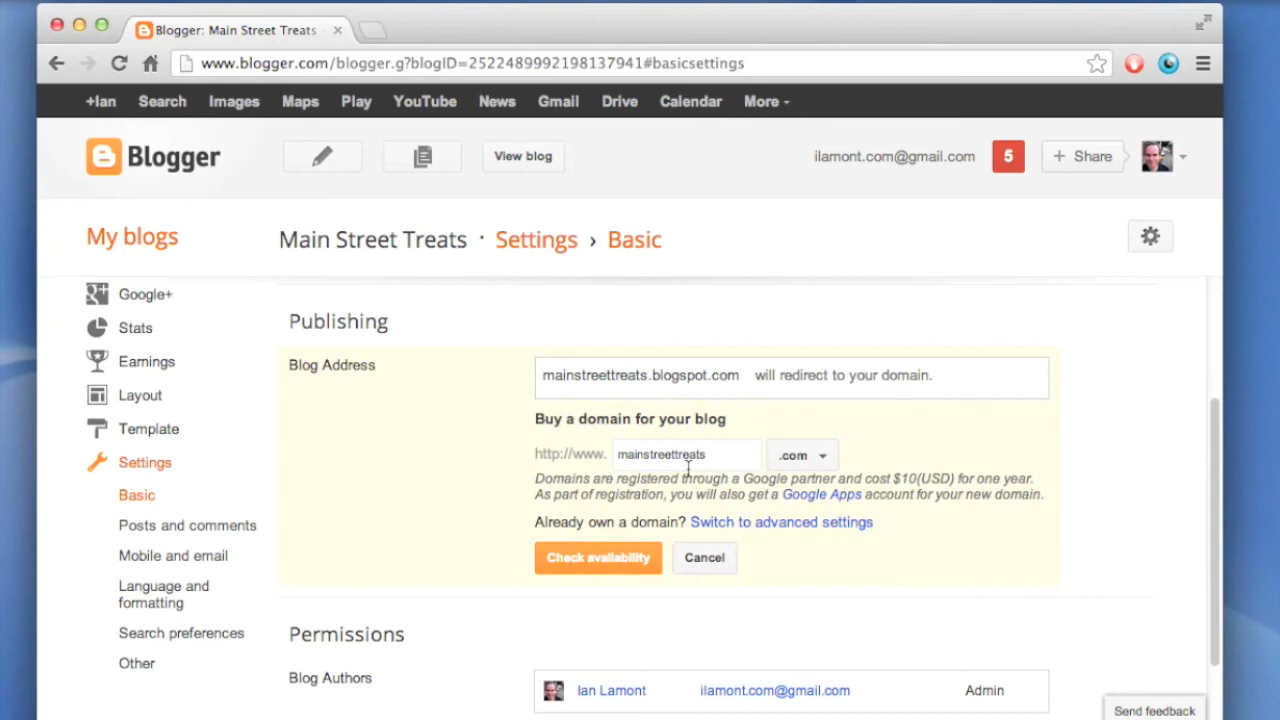 Blogger: Main Street Treats
www.blogger.com/blogger.g?blogID=2522489992198137941#basicsettings
+Ian Search Images Maps Play YouTube News Gmail Drive Calendar More
Blogger View blog ilamont.com@gmail.com 5 + Share
My blogs Main Street Treats · Settings › Basic
Google+
Stats
Earnings
Layout
Template
Settings
Basic
Posts and comments
Mobile and email
Language and
formatting
Search preferences
Other
Publishing
Blog Address mainstreettreats.blogspot.com will redirect to your domain.
Buy a domain for your blog
http://www. mainstreettreats .com
Domains are registered through a Google partner and cost $10(USD) for one year.
As part of registration, you will also get a Google Apps account for your new domain.
Already own a domain? Switch to advanced settings
Check availability Cancel
Permissions
Blog Authors Ian Lamont ilamont.com@gmail.com Admin
Send feedback